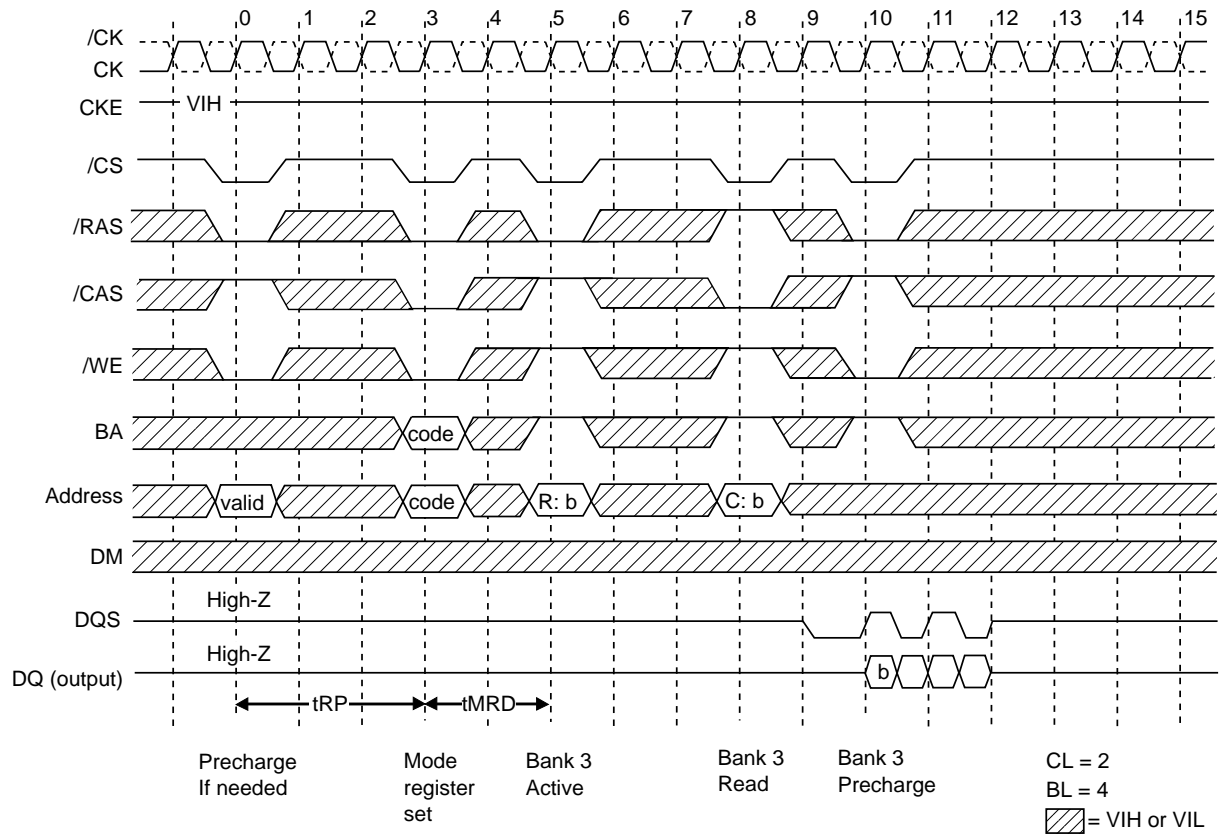 0 1 2 3 4 5 6 7 8 9 10 11 12 13 14 15
/CK
CK
CKE VIH
/CS
/RAS
/CAS
/WE
BA code
Address valid code R: b C: b
DM
High-Z
DQS
High-Z
DQ (output) b
tRP tMRD
Precharge If needed
Mode register set
Bank 3 Active
Bank 3 Read
Bank 3 Precharge
CL = 2
BL = 4
= VIH or VIL